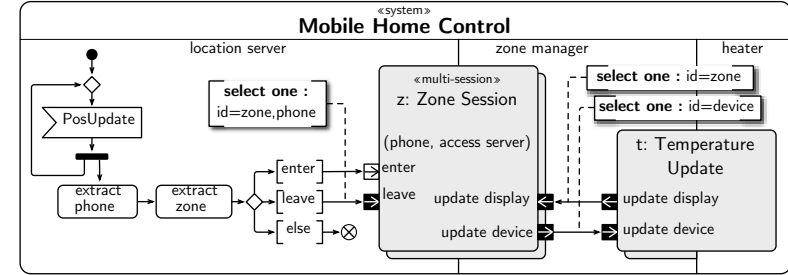 «system»
Mobile Home Control
location server
zone manager
heater
PosUpdate
extract
phone
extract
zone
[enter]
[leave]
[else]
select one :
id=zone,phone
«multi-session»
z: Zone Session
(phone, access server)
enter
leave
update display
update device
select one : id=zone
select one : id=device
t: Temperature
Update
update display
update device